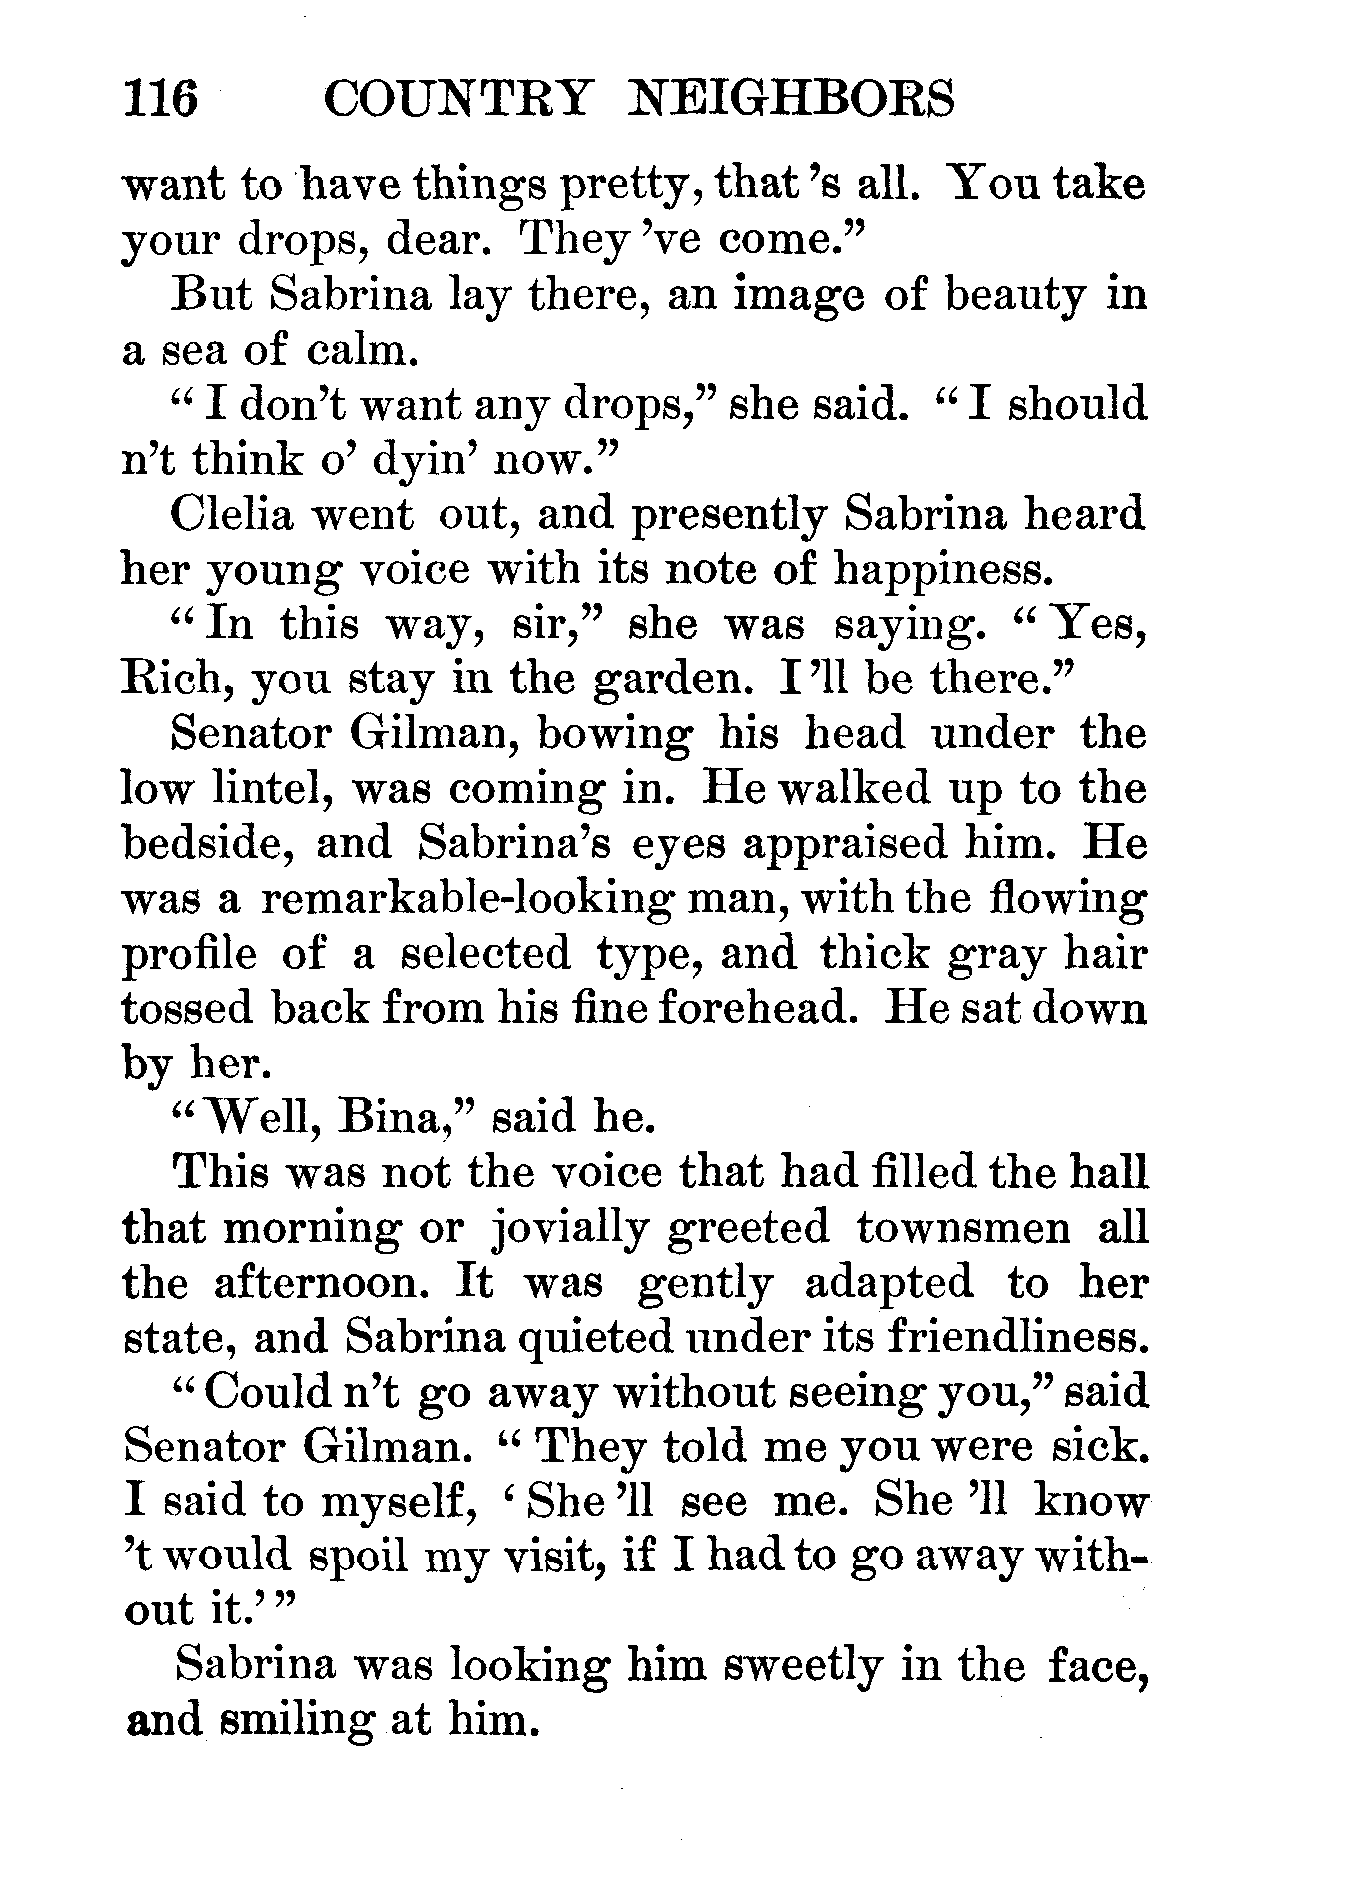 116 COUNTRY NEIGHBORS
want to have things pretty, that 's all. You take
your drops, dear. They 've come.”
But Sabrina lay there, an image of beauty in
a sea of calm.
“ I don't want any drops,” she said. “ I should
n't think o' dyin' now.”
Clelia went out, and presently Sabrina heard
her young voice with its note of happiness.
“ In this way, sir,” she was saying. “ Yes,
Rich, you stay in the garden. I 'll be there.”
Senator Gilman, bowing his head under the
low lintel, was coming in. He walked up to the
bedside, and Sabrina's eyes appraised him. He
was a remarkable-looking man, with the flowing
profile of a selected type, and thick gray hair
tossed back from his fine forehead. He sat down
by her.
“ Well, Bina,” said he.
This was not the voice that had filled the hall
that morning or jovially greeted townsmen all
the afternoon. It was gently adapted to her
state, and Sabrina quieted under its friendliness.
“ Could n't go away without seeing you,” said
Senator Gilman. “ They told me you were sick.
I said to myself, ‘ She 'll see me. She 'll know
't would spoil my visit, if I had to go away with-
out it.’ ”
Sabrina was looking him sweetly in the face,
and smiling at him.